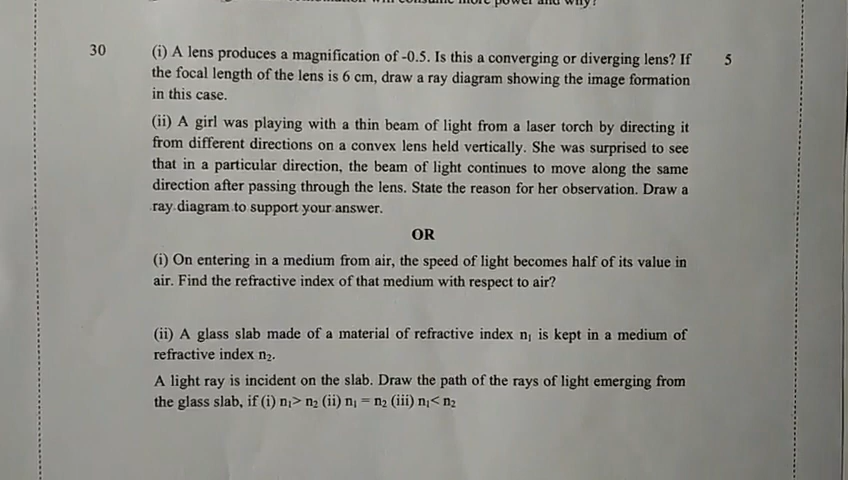 more power and why?
30 (i) A lens produces a magnification of -0.5. Is this a converging or diverging lens? If 5
the focal length of the lens is 6 cm, draw a ray diagram showing the image formation
in this case.
(ii) A girl was playing with a thin beam of light from a laser torch by directing it
from different directions on a convex lens held vertically. She was surprised to see
that in a particular direction, the beam of light continues to move along the same
direction after passing through the lens. State the reason for her observation. Draw a
ray diagram to support your answer.
OR
(i) On entering in a medium from air, the speed of light becomes half of its value in
air. Find the refractive index of that medium with respect to air?
(ii) A glass slab made of a material of refractive index n₁ is kept in a medium of
refractive index n₂.
A light ray is incident on the slab. Draw the path of the rays of light emerging from
the glass slab, if (i) n₁> n₂ (ii) n₁ = n₂ (iii) n₁< n₂